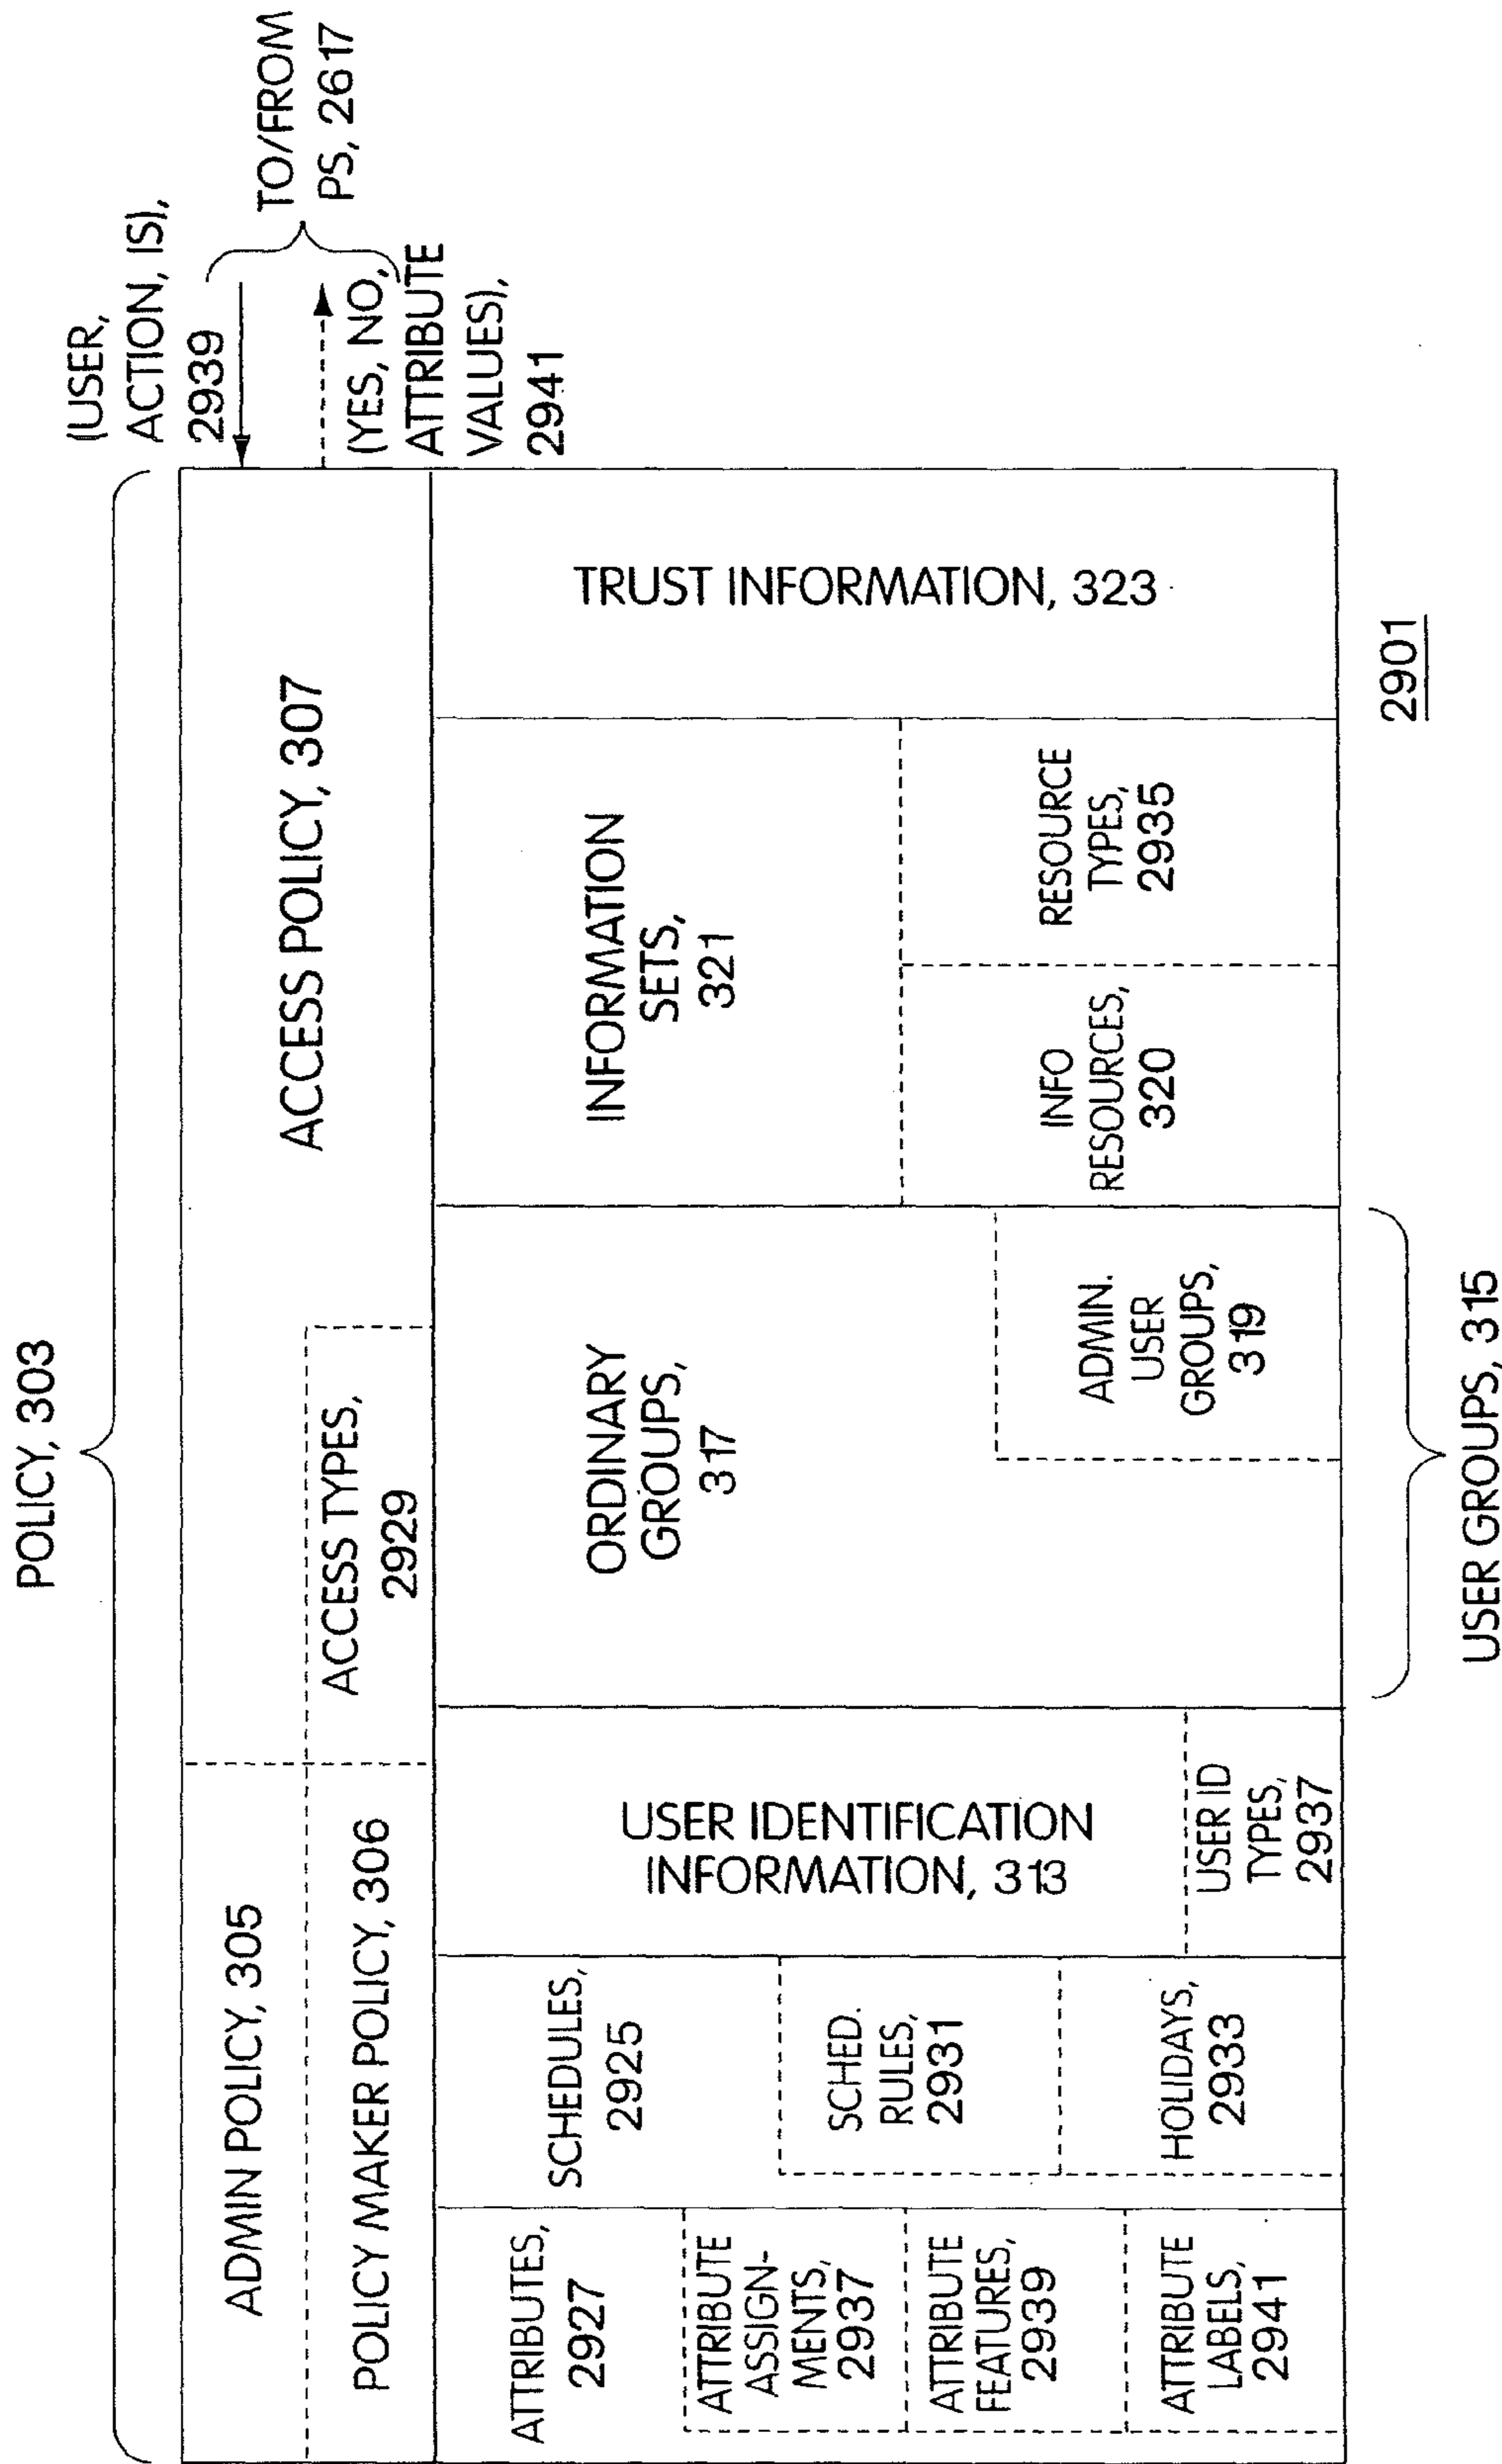 POLICY, 303
(USER,
ACTION, IS),
2939
TO/FROM
PS, 2617
(YES, NO,
ATTRIBUTE
VALUES),
2941
ADMIN POLICY, 305
POLICY MAKER POLICY, 306
ACCESS TYPES,
2929
ACCESS POLICY, 307
ATTRIBUTES,
2927
ATTRIBUTE
ASSIGN-
MENTS,
2937
ATTRIBUTE
FEATURES,
2939
ATTRIBUTE
LABELS,
2941
SCHEDULES,
2925
SCHED.
RULES,
2931
HOLIDAYS,
2933
USER IDENTIFICATION
INFORMATION, 313
USER ID
TYPES,
2937
ORDINARY
GROUPS,
317
ADMIN.
USER
GROUPS,
319
INFORMATION
SETS,
321
INFO
RESOURCES,
320
RESOURCE
TYPES,
2935
TRUST INFORMATION, 323
USER GROUPS, 315
2901